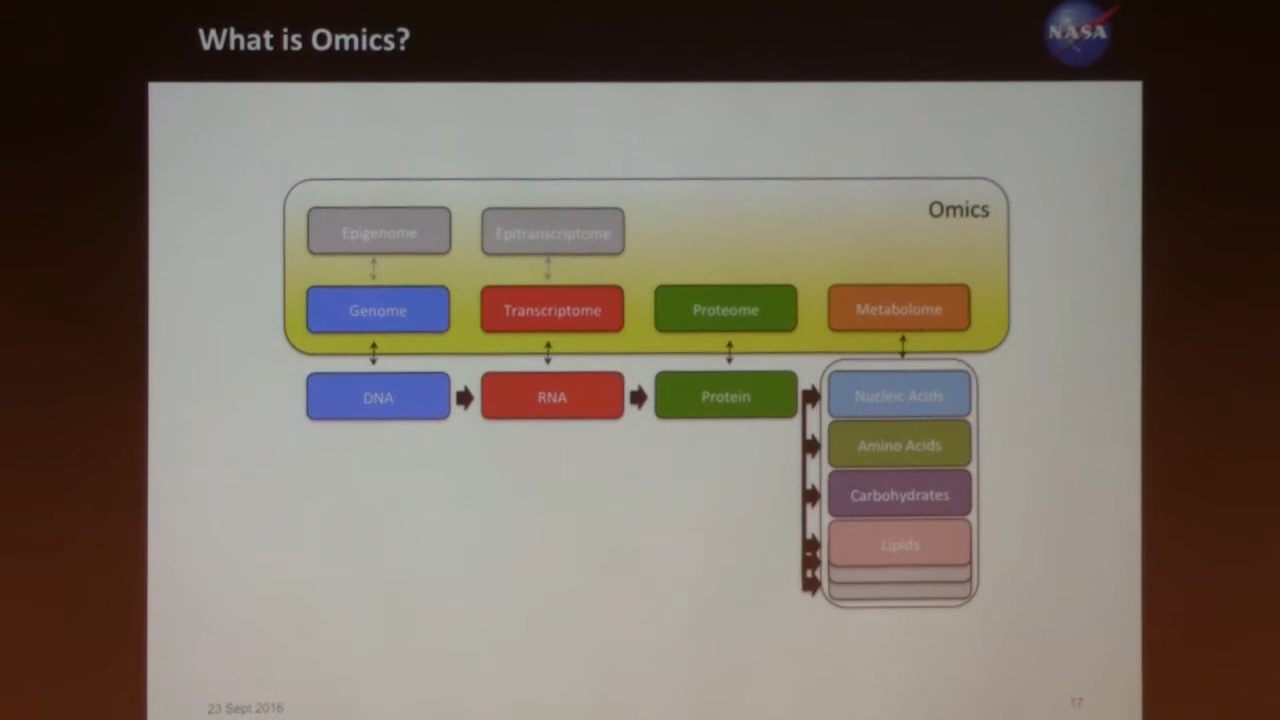 What is Omics?
NASA
Omics
Epigenome
Epitranscriptome
Genome
Transcriptome
Proteome
Metabolome
DNA
RNA
Protein
Nucleic Acids
Amino Acids
Carbohydrates
Lipids
23 Sept 2016
17